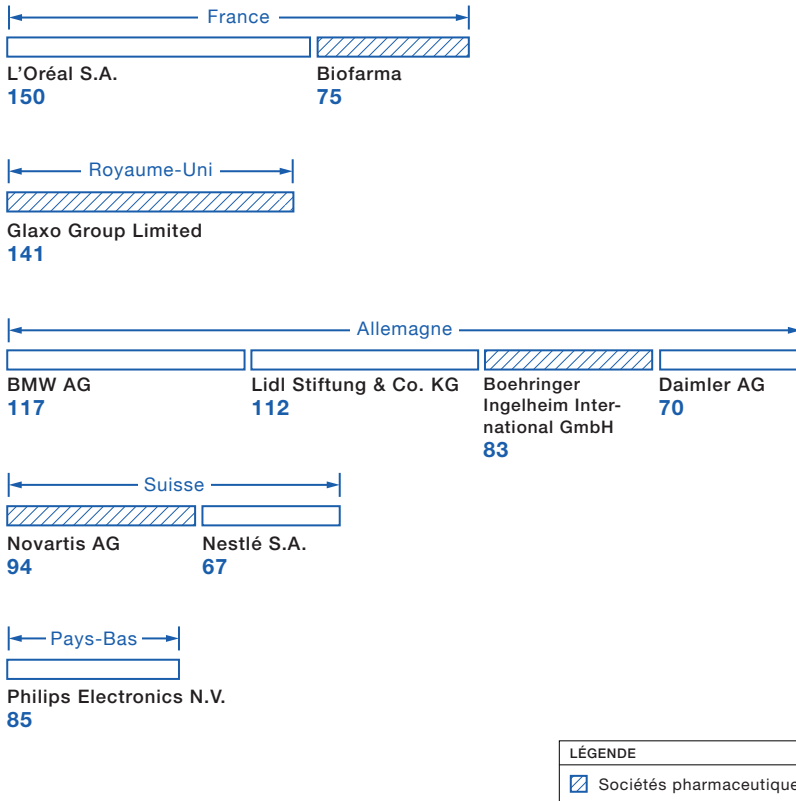 France
L'Oréal S.A.
150
Biofarma
75
Royaume-Uni
Glaxo Group Limited
141
Allemagne
BMW AG
117
Lidl Stiftung & Co. KG
112
Boehringer
Ingelheim Inter-
national GmbH
83
Daimler AG
70
Suisse
Novartis AG
94
Nestlé S.A.
67
Pays-Bas
Philips Electronics N.V.
85
LÉGENDE
Sociétés pharmaceutique